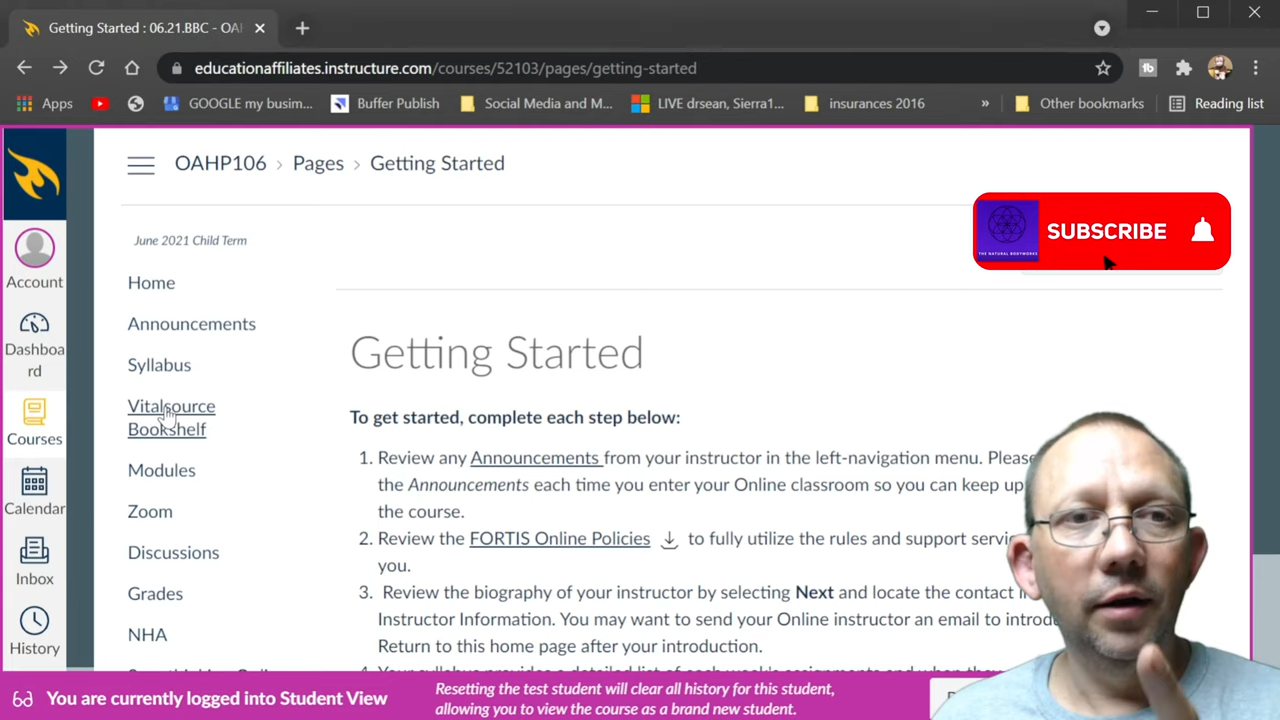 Getting Started : 06.21.BBC - OA
educationaffiliates.instructure.com/courses/52103/pages/getting-started
Apps
GOOGLE my busim...
Buffer Publish
Social Media and M...
LIVE drsean, Sierra1...
insurances 2016
»
Other bookmarks
Reading list
OAHP106 > Pages > Getting Started
June 2021 Child Term
SUBSCRIBE
THE NATURAL BODYWORKS
Account
Dashboa
rd
Courses
Calendar
Inbox
History
Home
Announcements
Syllabus
Vitalsource
Bookshelf
Modules
Zoom
Discussions
Grades
NHA
Getting Started
To get started, complete each step below:
1. Review any Announcements from your instructor in the left-navigation menu. Please
the Announcements each time you enter your Online classroom so you can keep up
the course.
2. Review the FORTIS Online Policies to fully utilize the rules and support
you.
3. Review the biography of your instructor by selecting Next and locate the contact
Instructor Information. You may want to send your Online instructor an email to
Return to this home page after your introduction.
You are currently logged into Student View
Resetting the test student will clear all history for this student,
allowing you to view the course as a brand new student.